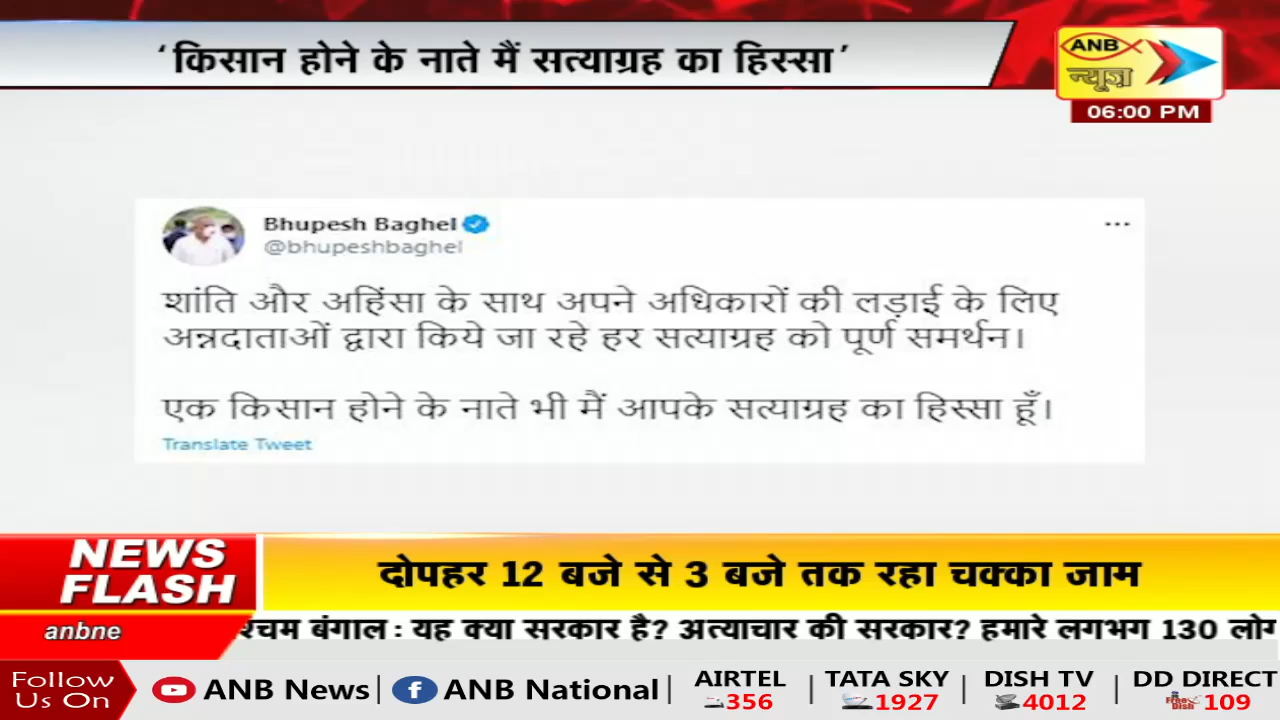 ‘किसान होने के नाते मैं सत्याग्रह का हिस्सा’
ANB
न्यूज़
06:00 PM
Bhupesh Baghel
@bhupeshbaghel
शांति और अहिंसा के साथ अपने अधिकारों की लड़ाई के लिए
अन्नदाताओं द्वारा किये जा रहे हर सत्याग्रह को पूर्ण समर्थन।
एक किसान होने के नाते भी मैं आपके सत्याग्रह का हिस्सा हूँ।
Translate Tweet
NEWS
FLASH
दोपहर 12 बजे से 3 बजे तक रहा चक्का जाम
anbne
श्चिम बंगाल : यह क्या सरकार है? अत्याचार की सरकार? हमारे लगभग 130 लोग
Follow
Us On
ANB News
ANB National
AIRTEL
356
TATA SKY
1927
DISH TV
4012
DD DIRECT
Free Dish
109